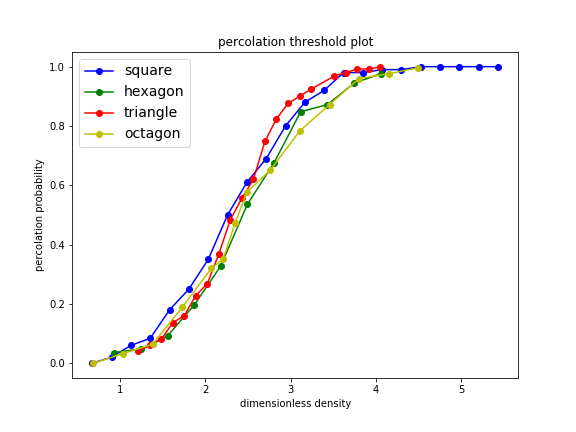 percolation threshold plot
square
hexagon
triangle
octagon
percolation probability
1.0
0.8
0.6
0.4
0.2
0.0
1 2 3 4 5
dimensionless density